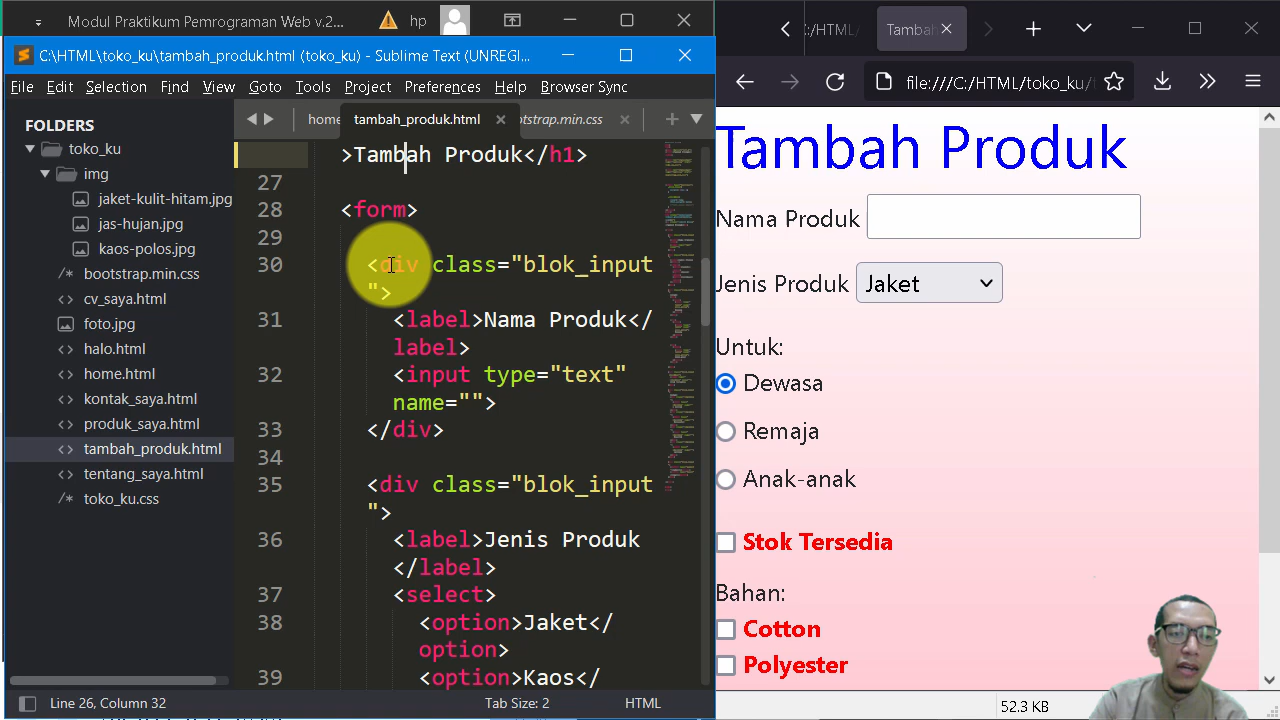 Modul Praktikum Pemrograman Web v.2...
hp
C:\HTML\toko_ku\tambah_produk.html (toko_ku) - Sublime Text (UNREGI...
File Edit Selection Find View Goto Tools Project Preferences Help Browser Sync
FOLDERS
toko_ku
img
jaket-kulit-hitam.jpg
jas-hujan.jpg
kaos-polos.jpg
bootstrap.min.css
cv_saya.html
foto.jpg
halo.html
home.html
kontak_saya.html
produk_saya.html
tambah_produk.html
tentang_saya.html
toko_ku.css
home
tambah_produk.html
otstrap.min.css
>Tambah Produk</h1>
27
28 <form>
29
30 <div class="blok_input
">
31 <label>Nama Produk</
label>
32 <input type="text"
name="">
33 </div>
34
35 <div class="blok_input
">
36 <label>Jenis Produk
</label>
37 <select>
38 <option>Jaket</
option>
39 <option>Kaos</
Line 26, Column 32
Tab Size: 2
HTML
:/HTML/
Tambah
file:///C:/HTML/toko_ku/
Tambah Produk
Nama Produk
Jenis Produk Jaket
Untuk:
Dewasa
Remaja
Anak-anak
Stok Tersedia
Bahan:
Cotton
Polyester
52.3 KB